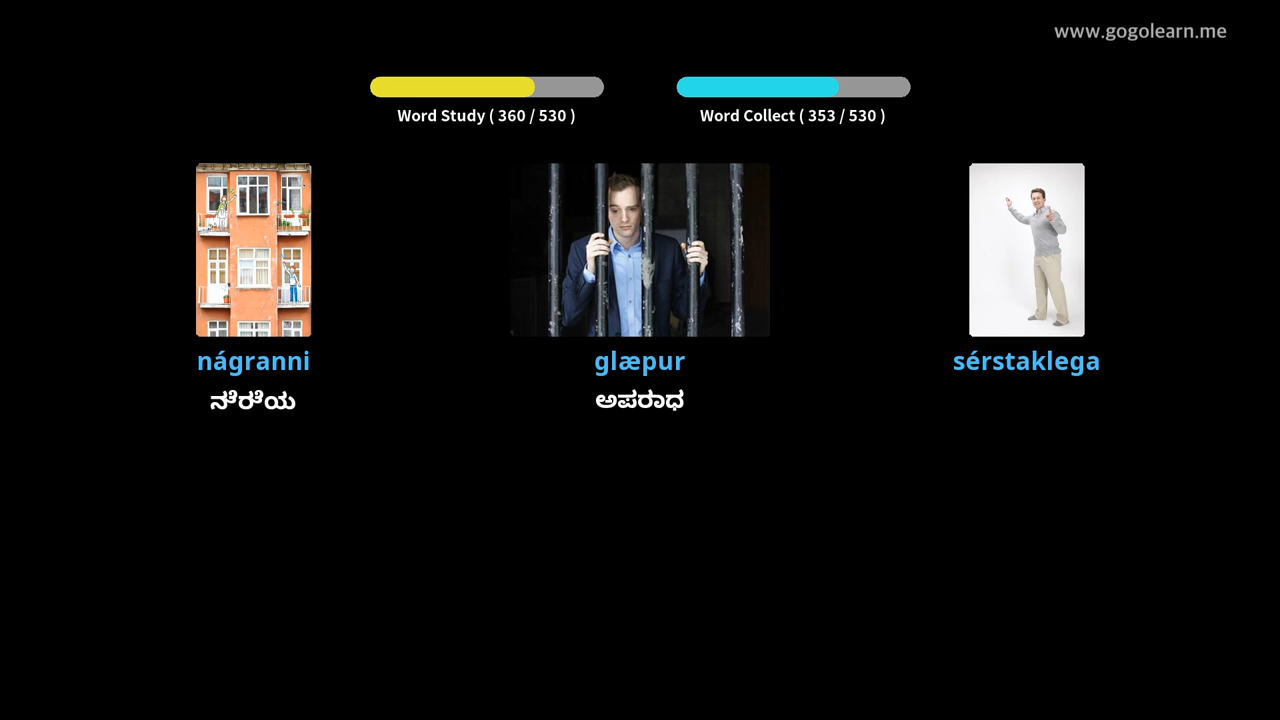 www.gogolearn.me
Word Study ( 360 / 530 )
Word Collect ( 353 / 530 )
nágranni
glæpur
sérstaklega
ನೆರೆಯ
ಅಪರಾಧ